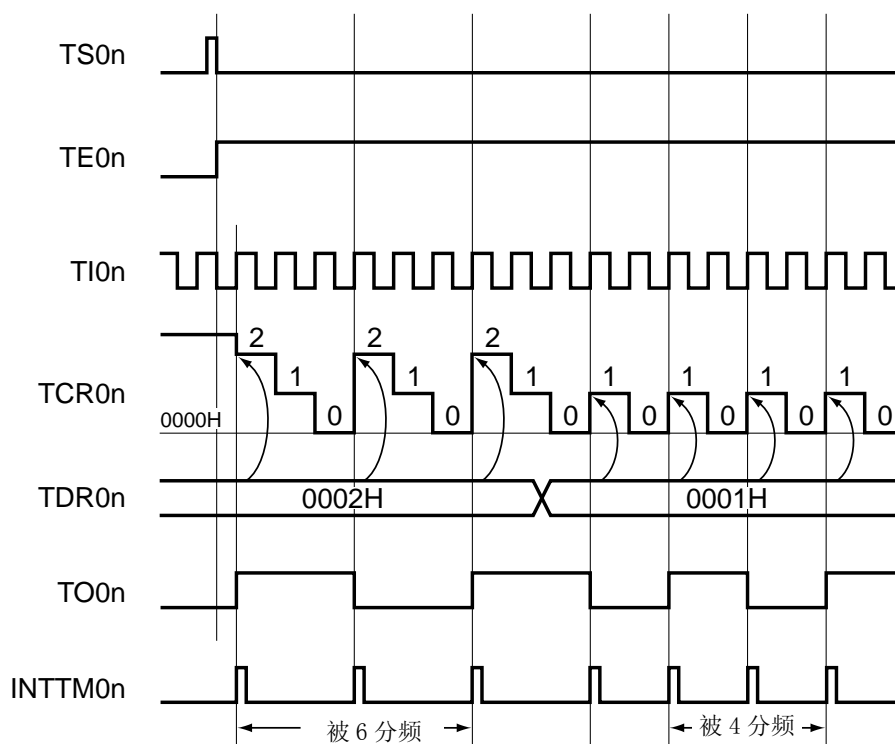 TS0n
TE0n
TI0n
2 2 2
1 1 1 1 1 1 1
TCR0n
0 0 0 0 0 0 0
0000H
TDR0n 0002H 0001H
TO0n
INTTM0n
被 6 分频 被 4 分频